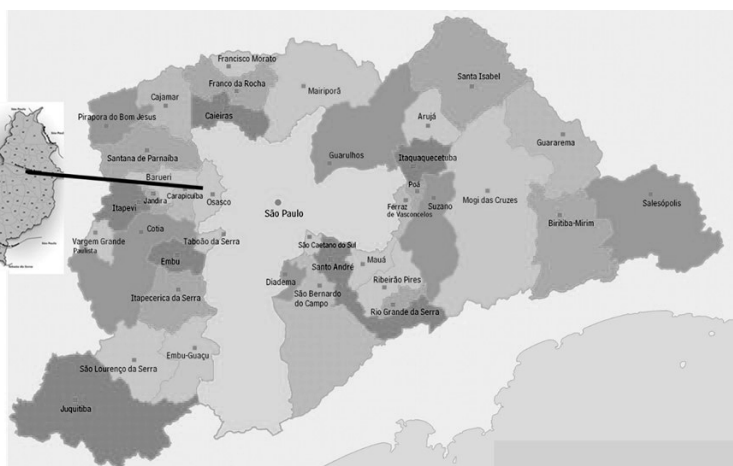 Francisco Morato
Franco da Rocha
Mairiporã
Santa Isabel
Cajamar
Pirapora do Bom Jesus
Caieiras
Arujá
Guararema
Santana de Parnaíba
Guarulhos
Itaquaquecetuba
Barueri
Jandira
Carapicuíba
Osasco
Itapevi
Poá
Ferraz
de Vasconcelos
Suzano
Mogi das Cruzes
Salesópolis
São Paulo
Biritiba-Mirim
Cotia
Vargem Grande
Paulista
Taboão da Serra
São Caetano do Sul
Embu
Santo André
Mauá
Diadema
Ribeirão Pires
São Bernardo
do Campo
Itapecerica da Serra
Rio Grande da Serra
Embu-Guaçu
São Lourenço da Serra
Juquitiba